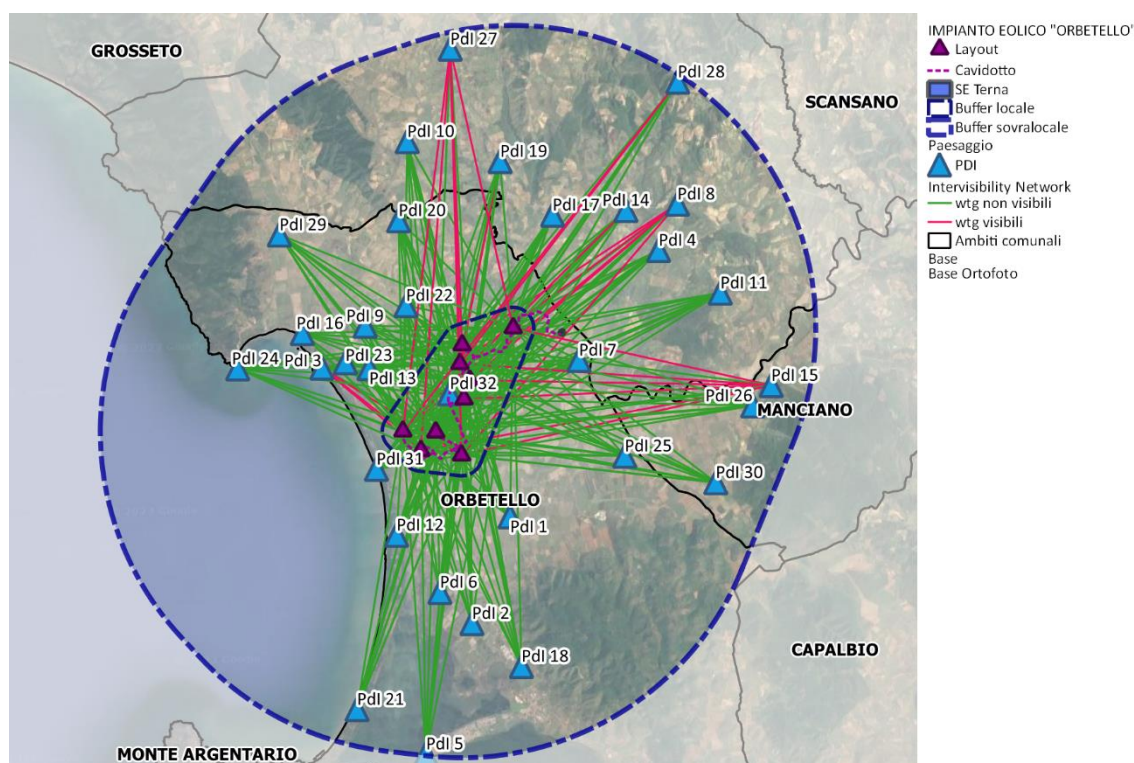 GROSSETO
PdI 27
PdI 28
SCANSANO
PdI 10
PdI 19
PdI 17
PdI 14
PdI 8
PdI 20
PdI 29
PdI 4
PdI 11
PdI 22
PdI 9
PdI 16
PdI 24
PdI 3
PdI 23
PdI 13
PdI 7
PdI 32
PdI 15
PdI 26
MANCIANO
PdI 31
PdI 25
PdI 30
ORBETELLO
PdI 1
PdI 12
PdI 6
PdI 2
PdI 18
CAPALBIO
PdI 21
PdI 5
MONTE ARGENTARIO
IMPIANTO EOLICO "ORBETELLO"
Layout
Cavidotto
SE Terna
Buffer locale
Buffer sovralocale
Paesaggio
PDI
Intervisibility Network
wtg non visibili
wtg visibili
Ambiti comunali
Base
Base Ortofoto